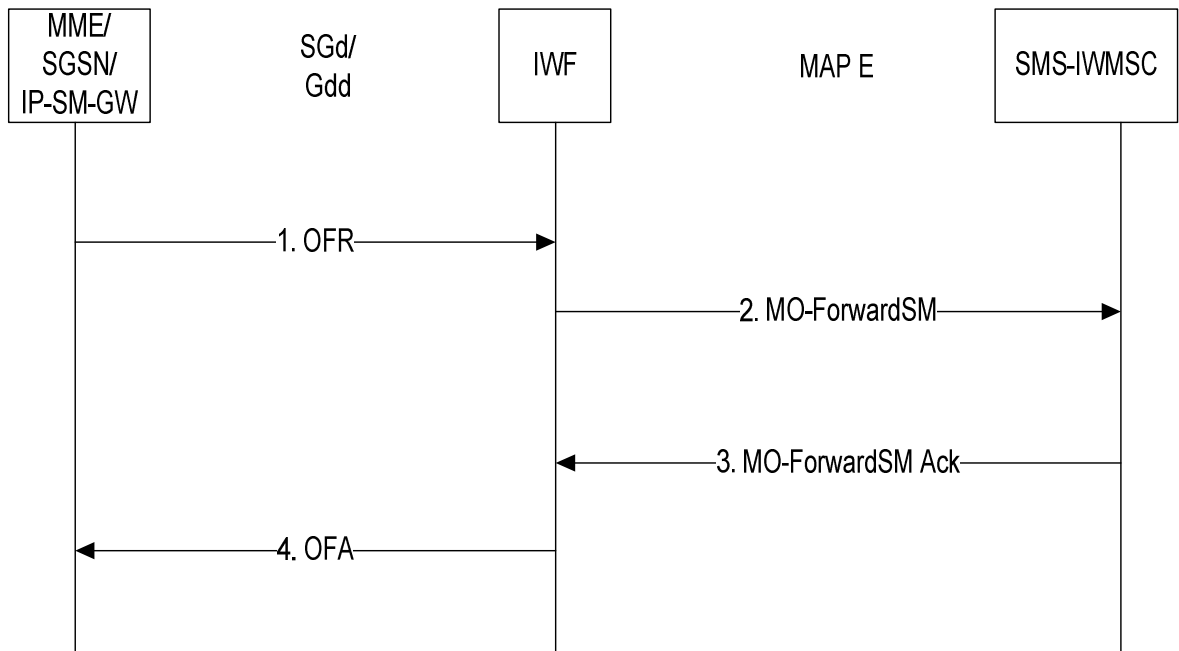 MME/
SGSN/
IP-SM-GW
SGd/
Gdd
IWF
MAP E
SMS-IWMSC
1. OFR
2. MO-ForwardSM
3. MO-ForwardSM Ack
4. OFA